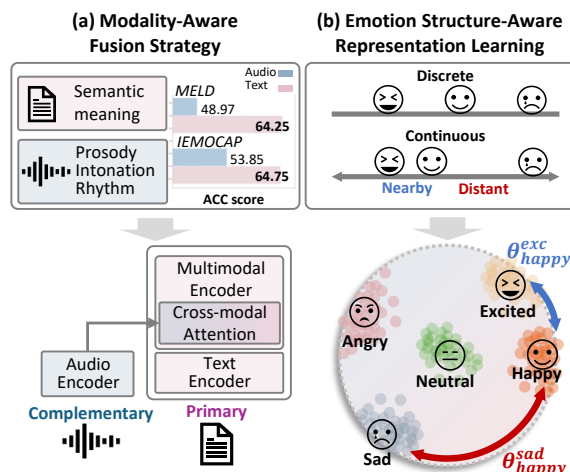 (a) Modality-Aware
Fusion Strategy
Semantic
meaning
Prosody
Intonation
Rhythm
Audio
Text
MELD
48.97
64.25
IEMOCAP
53.85
64.75
ACC score
Multimodal
Encoder
Cross-modal
Attention
Audio
Encoder
Text
Encoder
Complementary
Primary
(b) Emotion Structure-Aware
Representation Learning
Discrete
Continuous
Nearby
Distant
θ^{exc}_{happy}
Excited
Angry
Happy
Neutral
Sad
θ^{sad}_{happy}